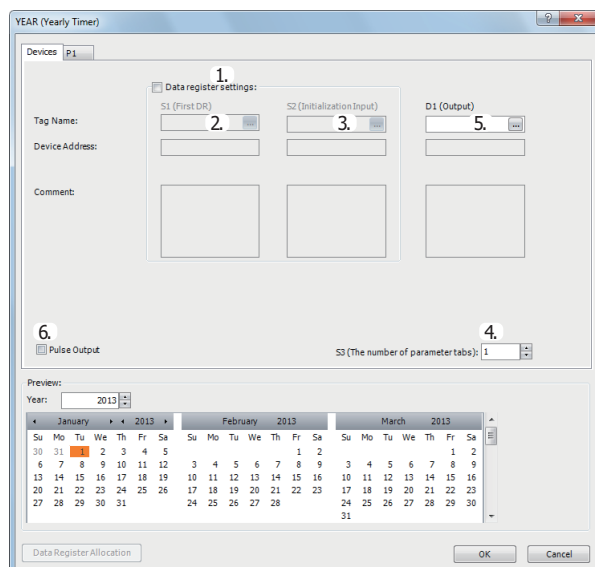 YEAR (Yearly Timer)
Devices P1
1.
Data register settings:
S1 (First DR) S2 (Initialization Input) D1 (Output)
Tag Name: 2. ... 3. ... 5. ...
Device Address:
Comment:
6. 4.
Pulse Output S3 (The number of parameter tabs): 1
Preview:
Year: 2013
January 2013 February 2013 March 2013
Su Mo Tu We Th Fr Sa Su Mo Tu We Th Fr Sa Su Mo Tu We Th Fr Sa
30 31 1 2 3 4 5 1 2 1 2
6 7 8 9 10 11 12 3 4 5 6 7 8 9 3 4 5 6 7 8 9
13 14 15 16 17 18 19 10 11 12 13 14 15 16 10 11 12 13 14 15 16
20 21 22 23 24 25 26 17 18 19 20 21 22 23 17 18 19 20 21 22 23
27 28 29 30 31 24 25 26 27 28 24 25 26 27 28 29 30
31
Data Register Allocation OK Cancel